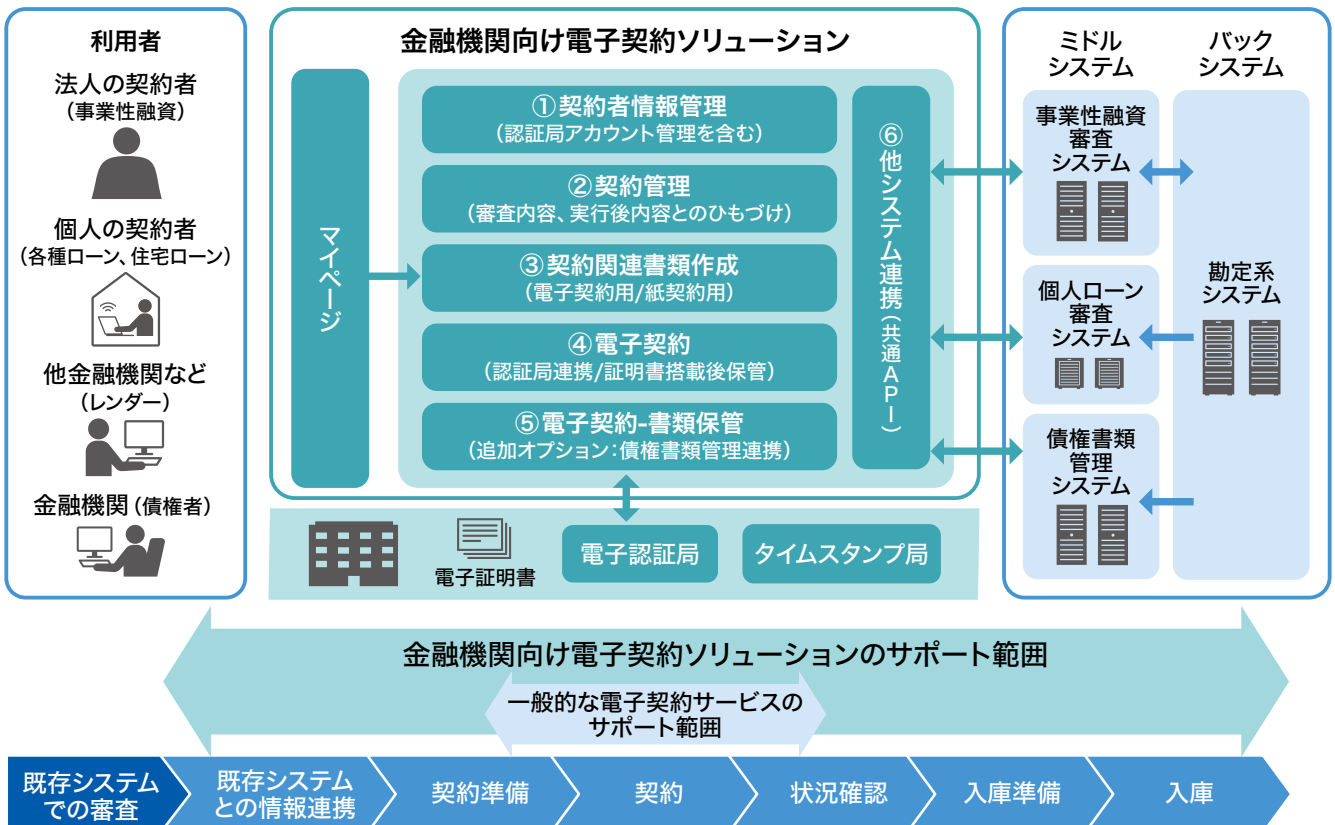 利用者
法人の契約者
（事業性融資）
個人の契約者
（各種ローン、住宅ローン）
他金融機関など
（レンダー）
金融機関（債権者）
金融機関向け電子契約ソリューション
マイページ
①契約者情報管理
（認証局アカウント管理を含む）
②契約管理
（審査内容、実行後内容とのひもづけ）
③契約関連書類作成
（電子契約用/紙契約用）
④電子契約
（認証局連携/証明書搭載後保管）
⑤電子契約-書類保管
（追加オプション：債権書類管理連携）
⑥他システム連携（共通API）
電子証明書
電子認証局
タイムスタンプ局
ミドル
システム
事業性融資
審査
システム
個人ローン
審査
システム
債権書類
管理
システム
バック
システム
勘定系
システム
金融機関向け電子契約ソリューションのサポート範囲
一般的な電子契約サービスの
サポート範囲
既存システム
での審査
既存システム
との情報連携
契約準備
契約
状況確認
入庫準備
入庫